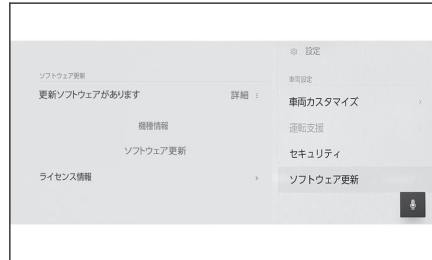 ソフトウェア更新
更新ソフトウェアがあります
詳細
機種情報
ソフトウェア更新
ライセンス情報
設定
車両設定
車両カスタマイズ
運転支援
セキュリティ
ソフトウェア更新